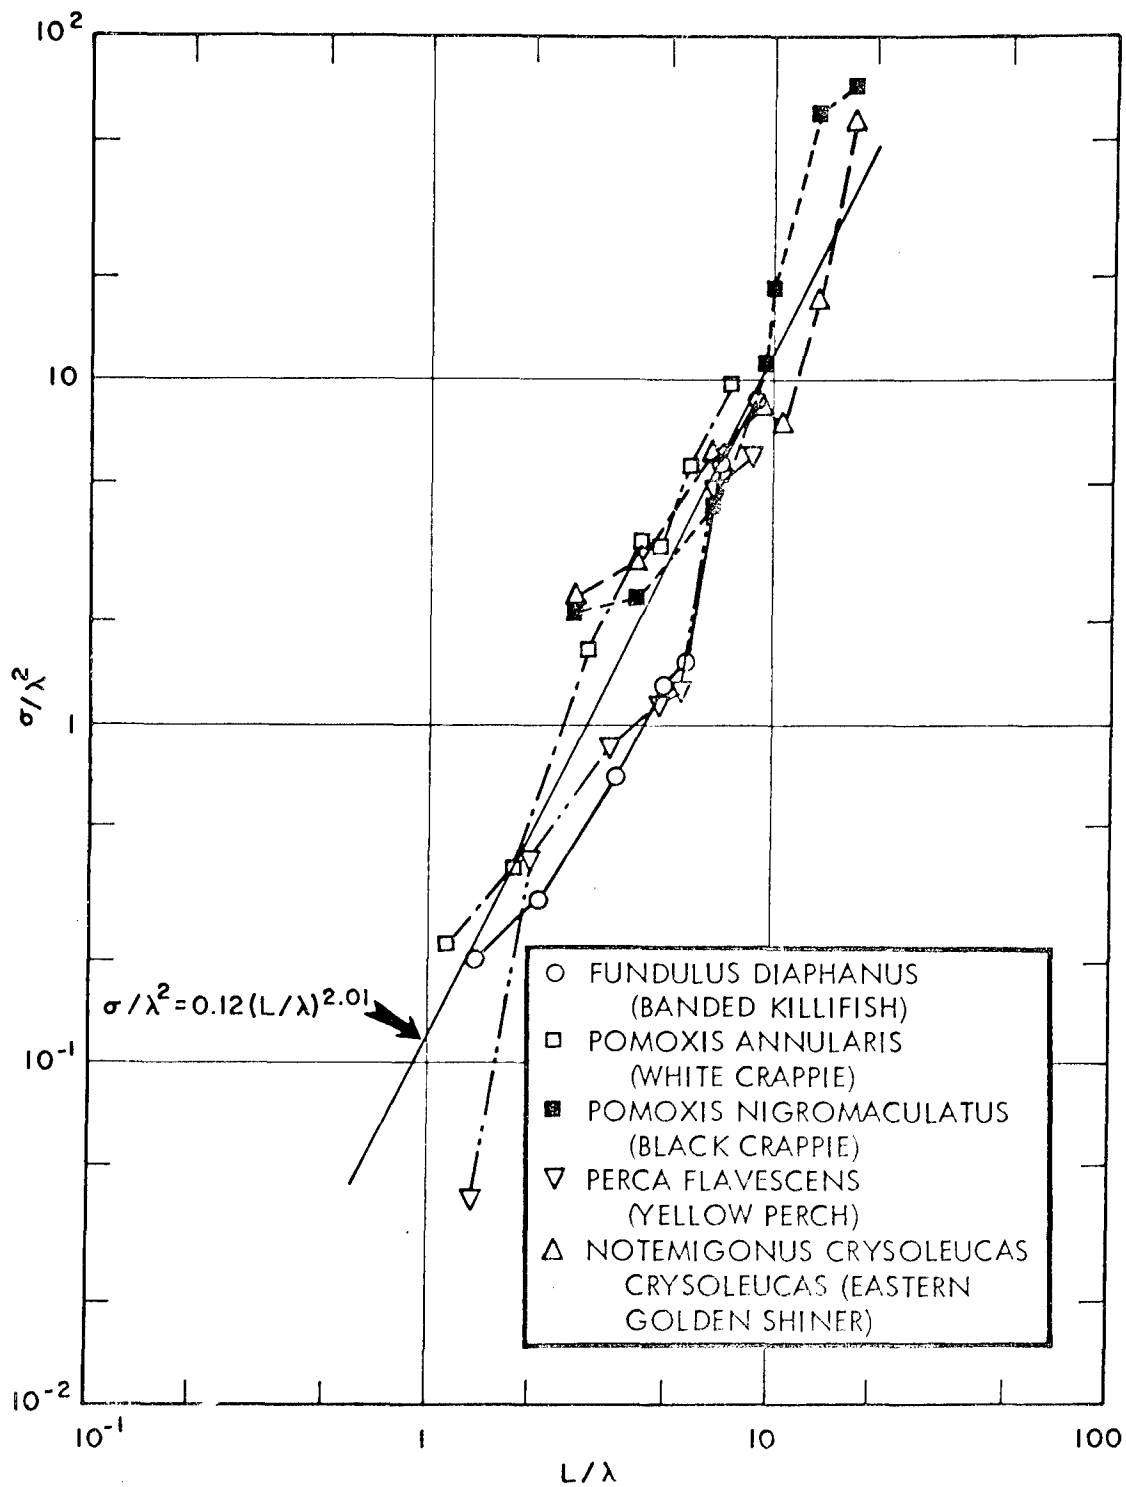 10²
10
σ/λ²
1
σ/λ²=0.12(L/λ)²·⁰¹
10⁻¹
10⁻²
○ FUNDULUS DIAPHANUS
(BANDED KILLIFISH)
□ POMOXIS ANNULARIS
(WHITE CRAPPIE)
■ POMOXIS NIGROMACULATUS
(BLACK CRAPPIE)
▽ PERCA FLAVESCENS
(YELLOW PERCH)
△ NOTEMIGONUS CRYSOLEUCAS
CRYSOLEUCAS (EASTERN
GOLDEN SHINER)
10⁻¹ 1 10 100
L/λ